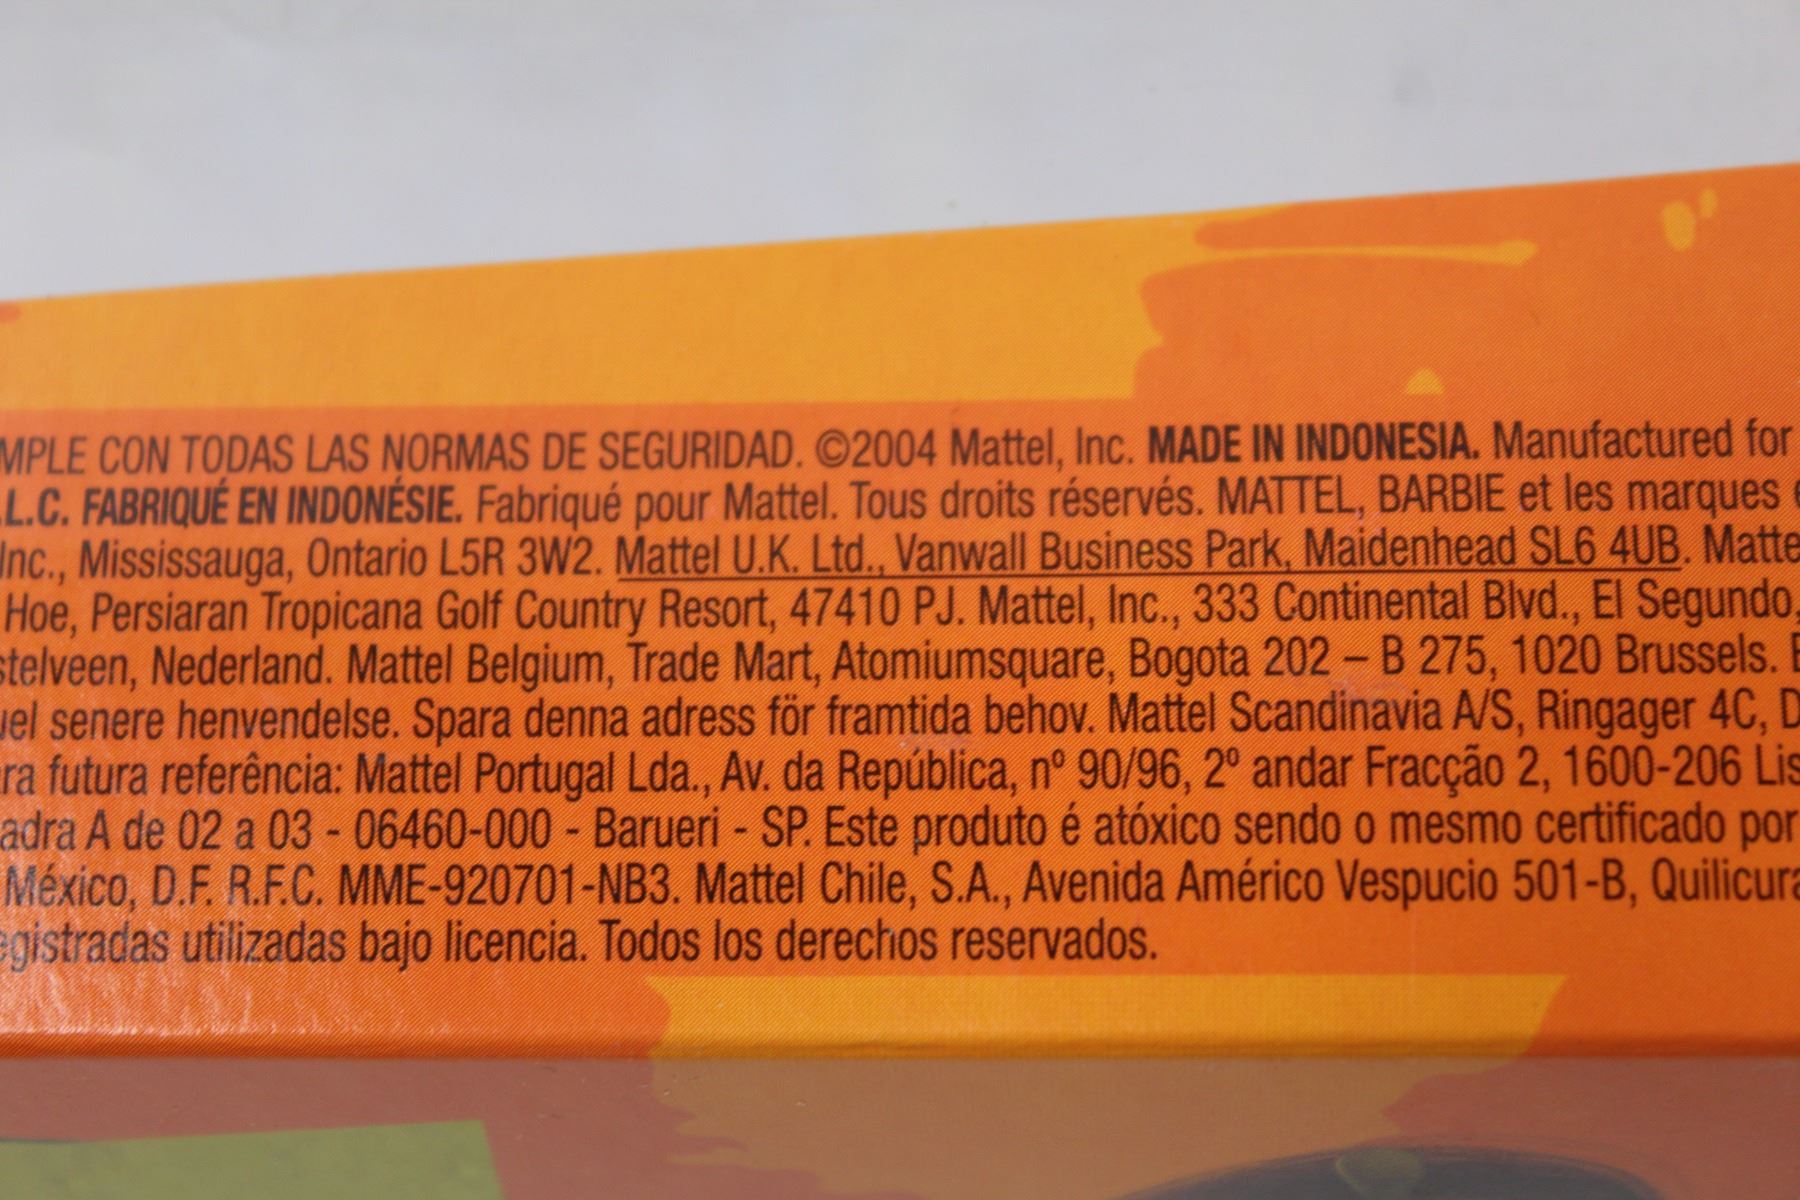 MPLE CON TODAS LAS NORMAS DE SEGURIDAD. ©2004 Mattel, Inc. MADE IN INDONESIA. Manufactured for
L.C. FABRIQUÉ EN INDONÉSIE. Fabriqué pour Mattel. Tous droits réservés. MATTEL, BARBIE et les marques
Inc., Mississauga, Ontario L5R 3W2. Mattel U.K. Ltd., Vanwall Business Park, Maidenhead SL6 4UB. Matte
Hoe, Persiaran Tropicana Golf Country Resort, 47410 PJ. Mattel, Inc., 333 Continental Blvd., El Segundo,
stelveen, Nederland. Mattel Belgium, Trade Mart, Atomiumsquare, Bogota 202 – B 275, 1020 Brussels.
uel senere henvendelse. Spara denna adress för framtida behov. Mattel Scandinavia A/S, Ringager 4C, D
ra futura referência: Mattel Portugal Lda., Av. da República, nº 90/96, 2º andar Fracção 2, 1600-206 Lis
adra A de 02 a 03 - 06460-000 - Barueri - SP. Este produto é atóxico sendo o mesmo certificado por
México, D.F. R.F.C. MME-920701-NB3. Mattel Chile, S.A., Avenida Américo Vespucio 501-B, Quilicura
egistradas utilizadas bajo licencia. Todos los derechos reservados.